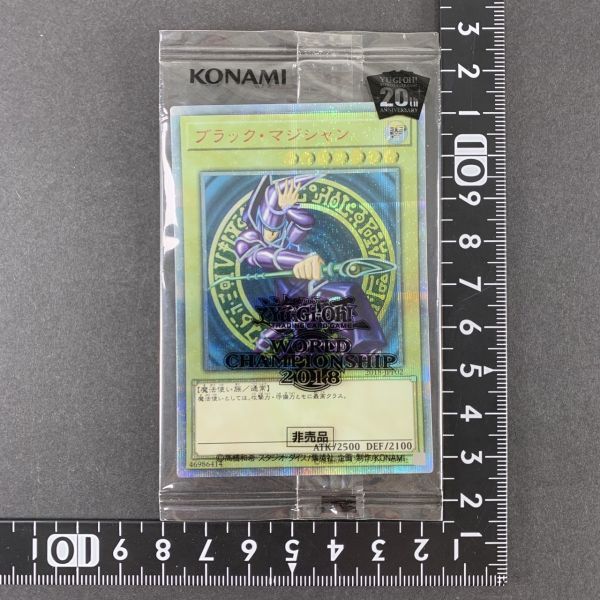 KONAMI
YU-GI-OH!
20th
ANNIVERSARY
ブラック・マジシャン
YU-GI-OH!
TRADING CARD GAME
WORLD
CHAMPIONSHIP
2018
【魔法使い族／通常】
魔法使いとしては、攻撃力・守備力ともに最高クラス。
非売品
ATK/2500 DEF/2100
46986414
©高橋和希 スタジオ・ダイス/集英社 企画・制作/KONAMI
3
2
1
10
9
8
7
6
5
4
3
2
1
1
10
9
8
7
6
5
4
3
2
1